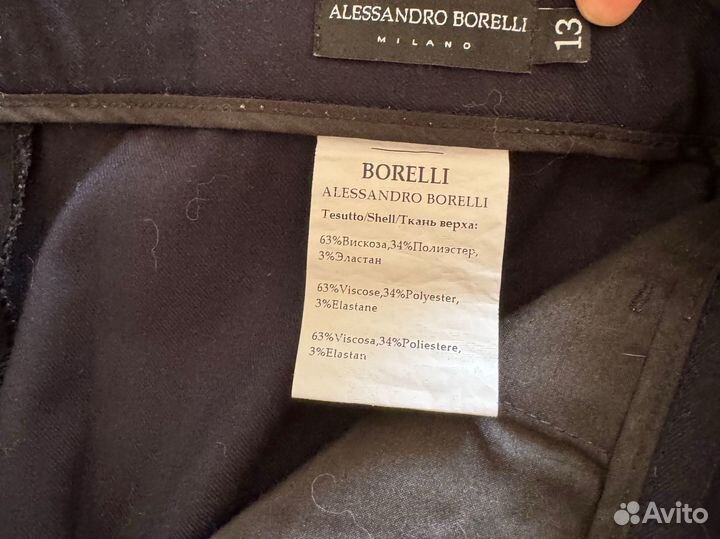 ALESSANDRO BORELLI
MILANO
13
BORELLI
ALESSANDRO BORELLI
Tesutto/Shell/Ткань верха:
63%Вискоза,34%Полиэстер,
3%Эластан
63%Viscose,34%Polyester,
3%Elastane
63%Viscosa,34%Poliestere,
3%Elastan
Avito